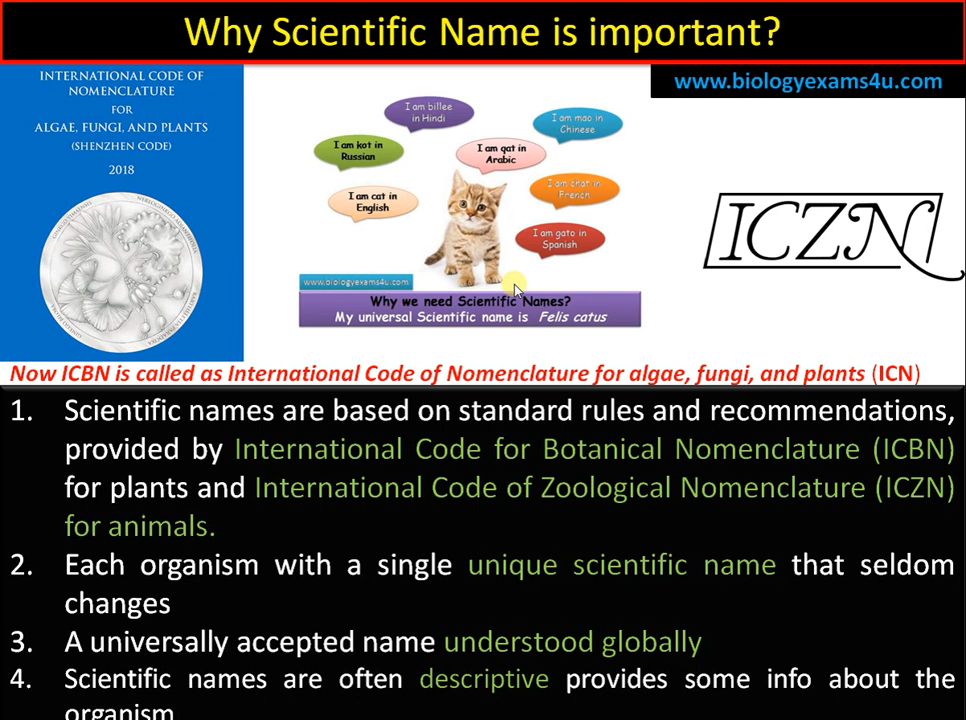 Why Scientific Name is important?
www.biologyexams4u.com
INTERNATIONAL CODE OF
NOMENCLATURE
FOR
ALGAE, FUNGI, AND PLANTS
(SHENZHEN CODE)
2018
I am billee
in Hindi
I am mao in
Chinese
I am kot in
Russian
I am qat in
Arabic
I am chat in
French
I am cat in
English
I am gato in
Spanish
www.biologyexams4u.com
Why we need Scientific Names?
My universal Scientific name is Felis catus
ICZN
Now ICBN is called as International Code of Nomenclature for algae, fungi, and plants (ICN)
1. Scientific names are based on standard rules and recommendations,
provided by International Code for Botanical Nomenclature (ICBN)
for plants and International Code of Zoological Nomenclature (ICZN)
for animals.
2. Each organism with a single unique scientific name that seldom
changes
3. A universally accepted name understood globally
4. Scientific names are often descriptive provides some info about the
organism